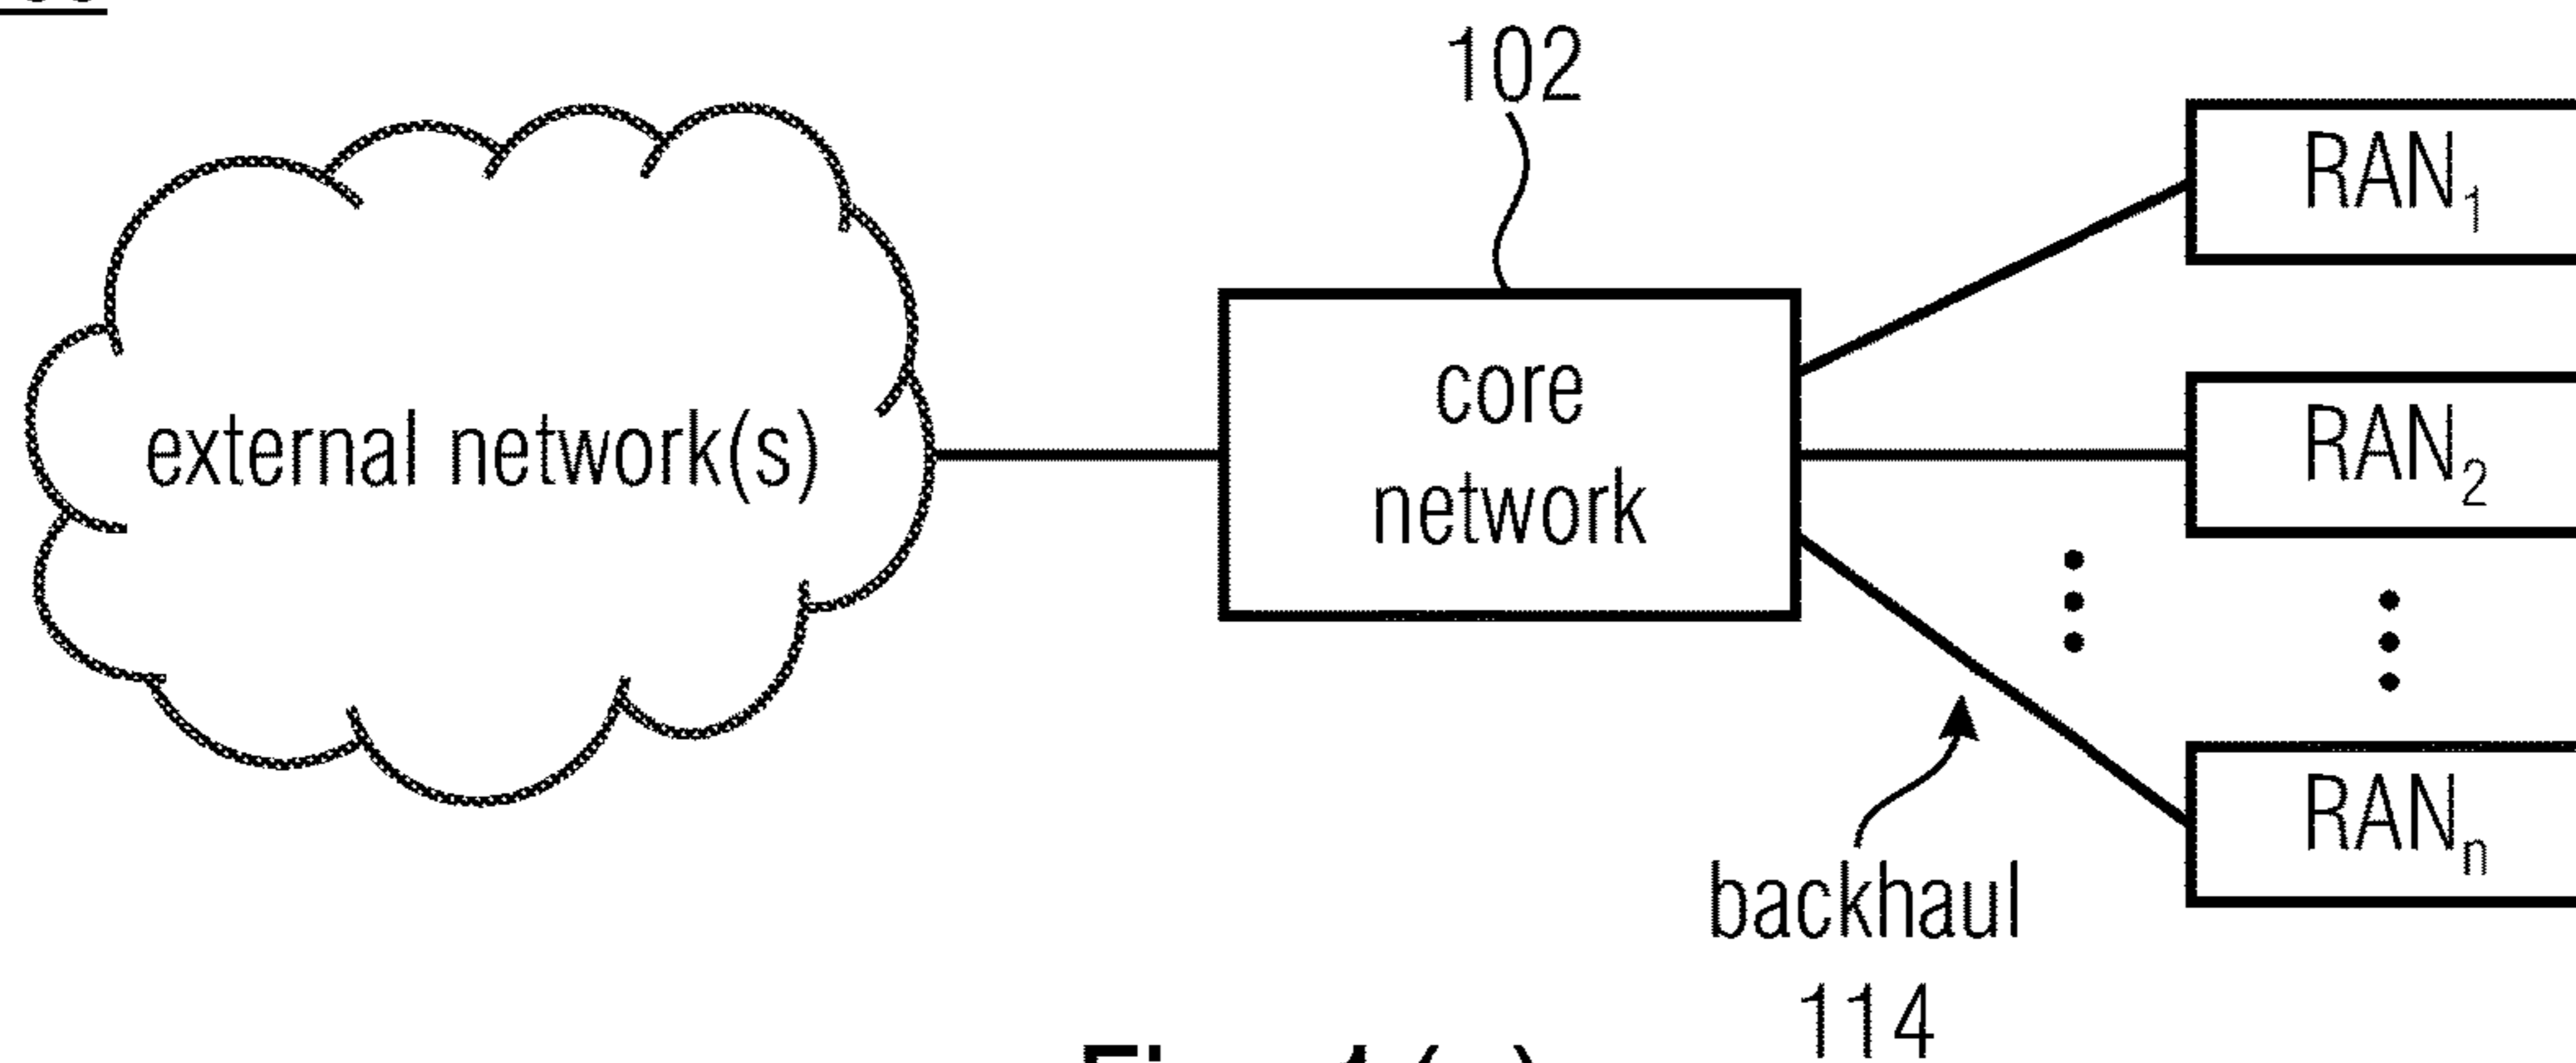 102
RAN₁
external network(s)
core
network
RAN₂
RANₙ
backhaul
114